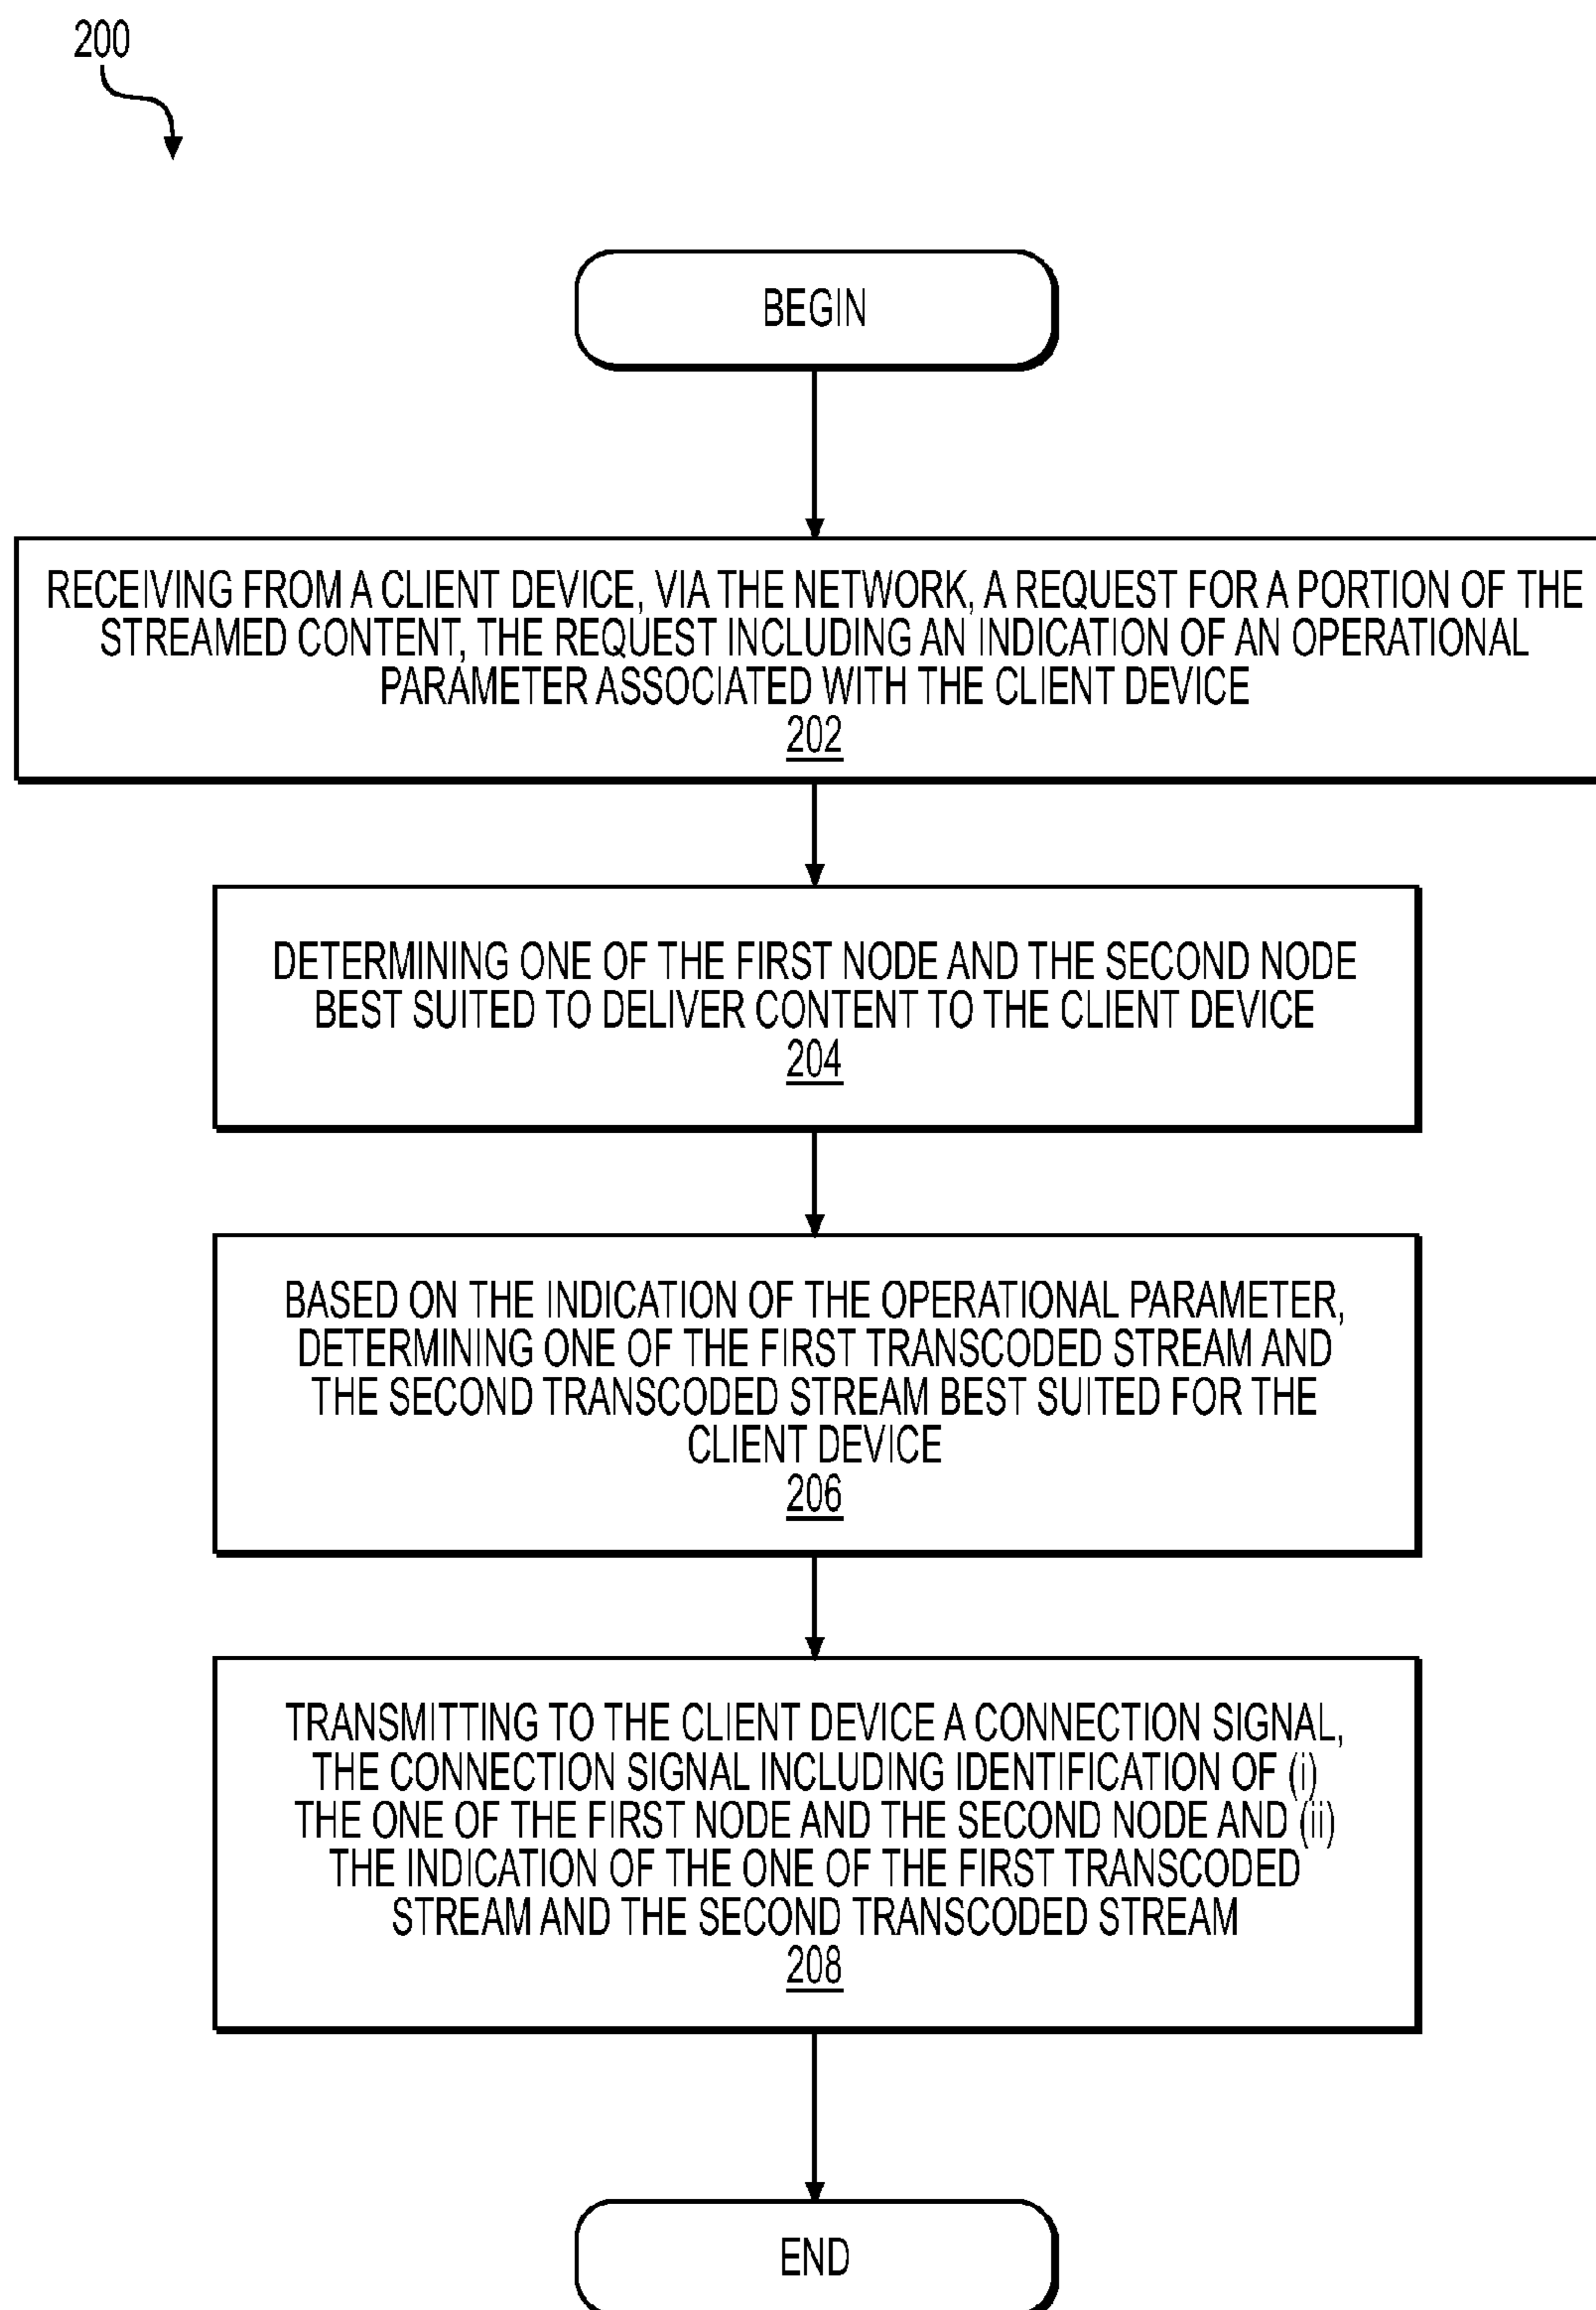 200
BEGIN
RECEIVING FROM A CLIENT DEVICE, VIA THE NETWORK, A REQUEST FOR A PORTION OF THE
STREAMED CONTENT, THE REQUEST INCLUDING AN INDICATION OF AN OPERATIONAL
PARAMETER ASSOCIATED WITH THE CLIENT DEVICE
202
DETERMINING ONE OF THE FIRST NODE AND THE SECOND NODE
BEST SUITED TO DELIVER CONTENT TO THE CLIENT DEVICE
204
BASED ON THE INDICATION OF THE OPERATIONAL PARAMETER,
DETERMINING ONE OF THE FIRST TRANSCODED STREAM AND
THE SECOND TRANSCODED STREAM BEST SUITED FOR THE
CLIENT DEVICE
206
TRANSMITTING TO THE CLIENT DEVICE A CONNECTION SIGNAL,
THE CONNECTION SIGNAL INCLUDING IDENTIFICATION OF (i)
THE ONE OF THE FIRST NODE AND THE SECOND NODE AND (ii)
THE INDICATION OF THE ONE OF THE FIRST TRANSCODED
STREAM AND THE SECOND TRANSCODED STREAM
208
END